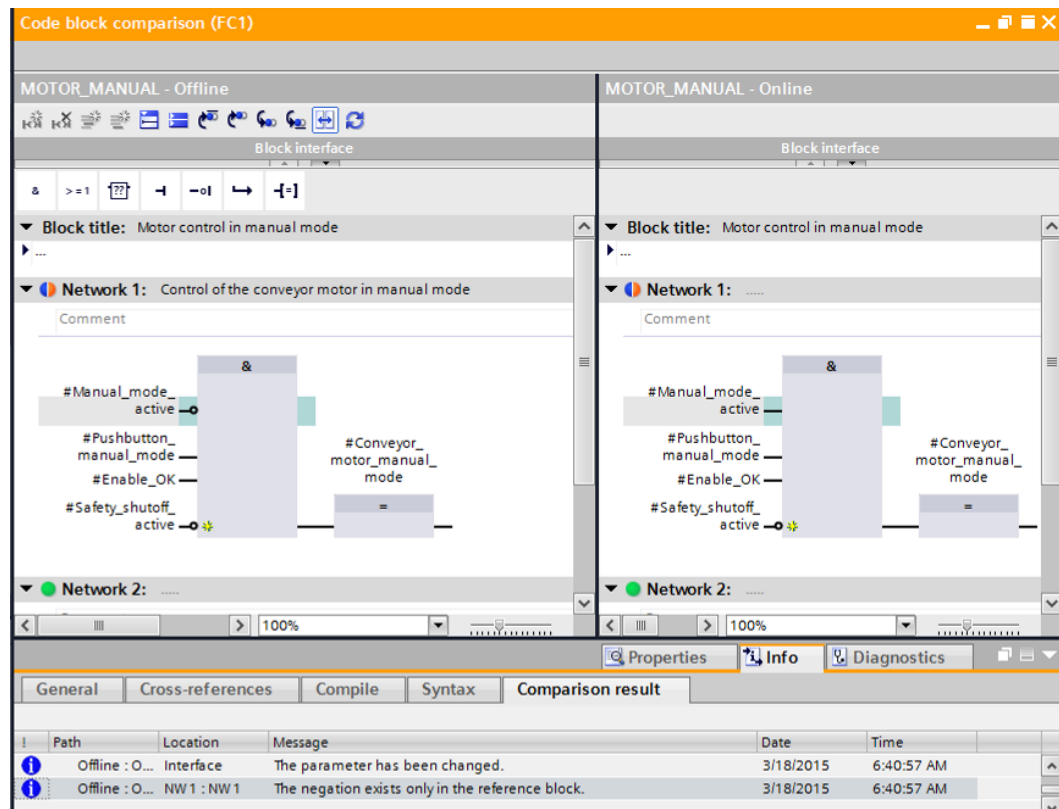 Code block comparison (FC1)
MOTOR_MANUAL - Offline
MOTOR_MANUAL - Online
Block interface
Block interface
& >=1 ?? [=]
Block title: Motor control in manual mode
...
Network 1: Control of the conveyor motor in manual mode
Comment
&
#Manual_mode_
active
#Pushbutton_
manual_mode
#Enable_OK
#Safety_shutoff_
active
#Conveyor_
motor_manual_
mode
=
Network 2: .....
100%
Block title: Motor control in manual mode
...
Network 1: .....
Comment
&
#Manual_mode_
active
#Pushbutton_
manual_mode
#Enable_OK
#Safety_shutoff_
active
#Conveyor_
motor_manual_
mode
=
Network 2: .....
100%
Properties Info Diagnostics
General Cross-references Compile Syntax Comparison result
! Path Location Message Date Time
Offline : O... Interface The parameter has been changed. 3/18/2015 6:40:57 AM
Offline : O... NW1 : NW1 The negation exists only in the reference block. 3/18/2015 6:40:57 AM